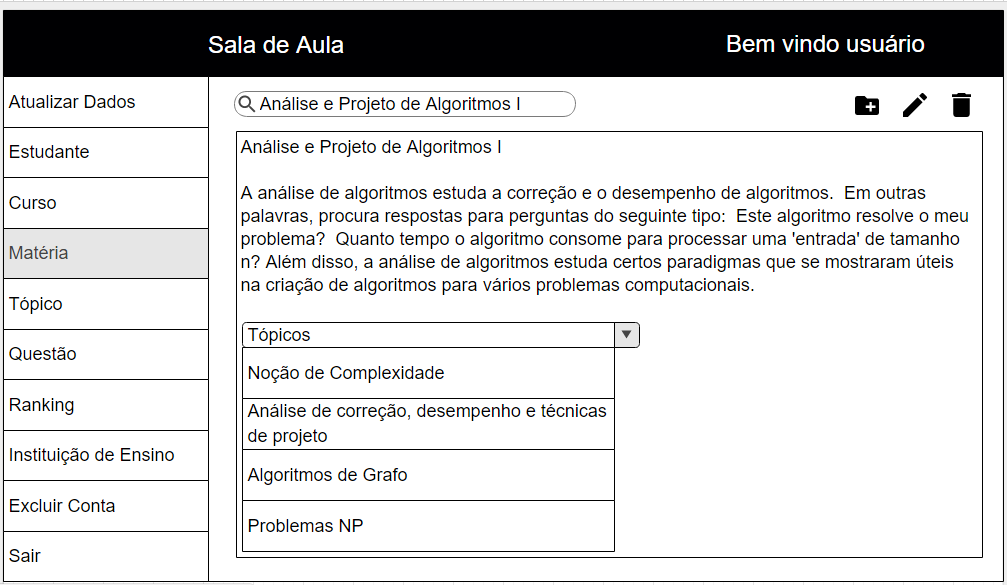 Sala de Aula
Bem vindo usuário
Atualizar Dados
Estudante
Curso
Matéria
Tópico
Questão
Ranking
Instituição de Ensino
Excluir Conta
Sair
Análise e Projeto de Algoritmos I
Análise e Projeto de Algoritmos I
A análise de algoritmos estuda a correção e o desempenho de algoritmos.  Em outras
palavras, procura respostas para perguntas do seguinte tipo:  Este algoritmo resolve o meu
problema?  Quanto tempo o algoritmo consome para processar uma 'entrada' de tamanho
n? Além disso, a análise de algoritmos estuda certos paradigmas que se mostraram úteis
na criação de algoritmos para vários problemas computacionais.
Tópicos
Noção de Complexidade
Análise de correção, desempenho e técnicas
de projeto
Algoritmos de Grafo
Problemas NP